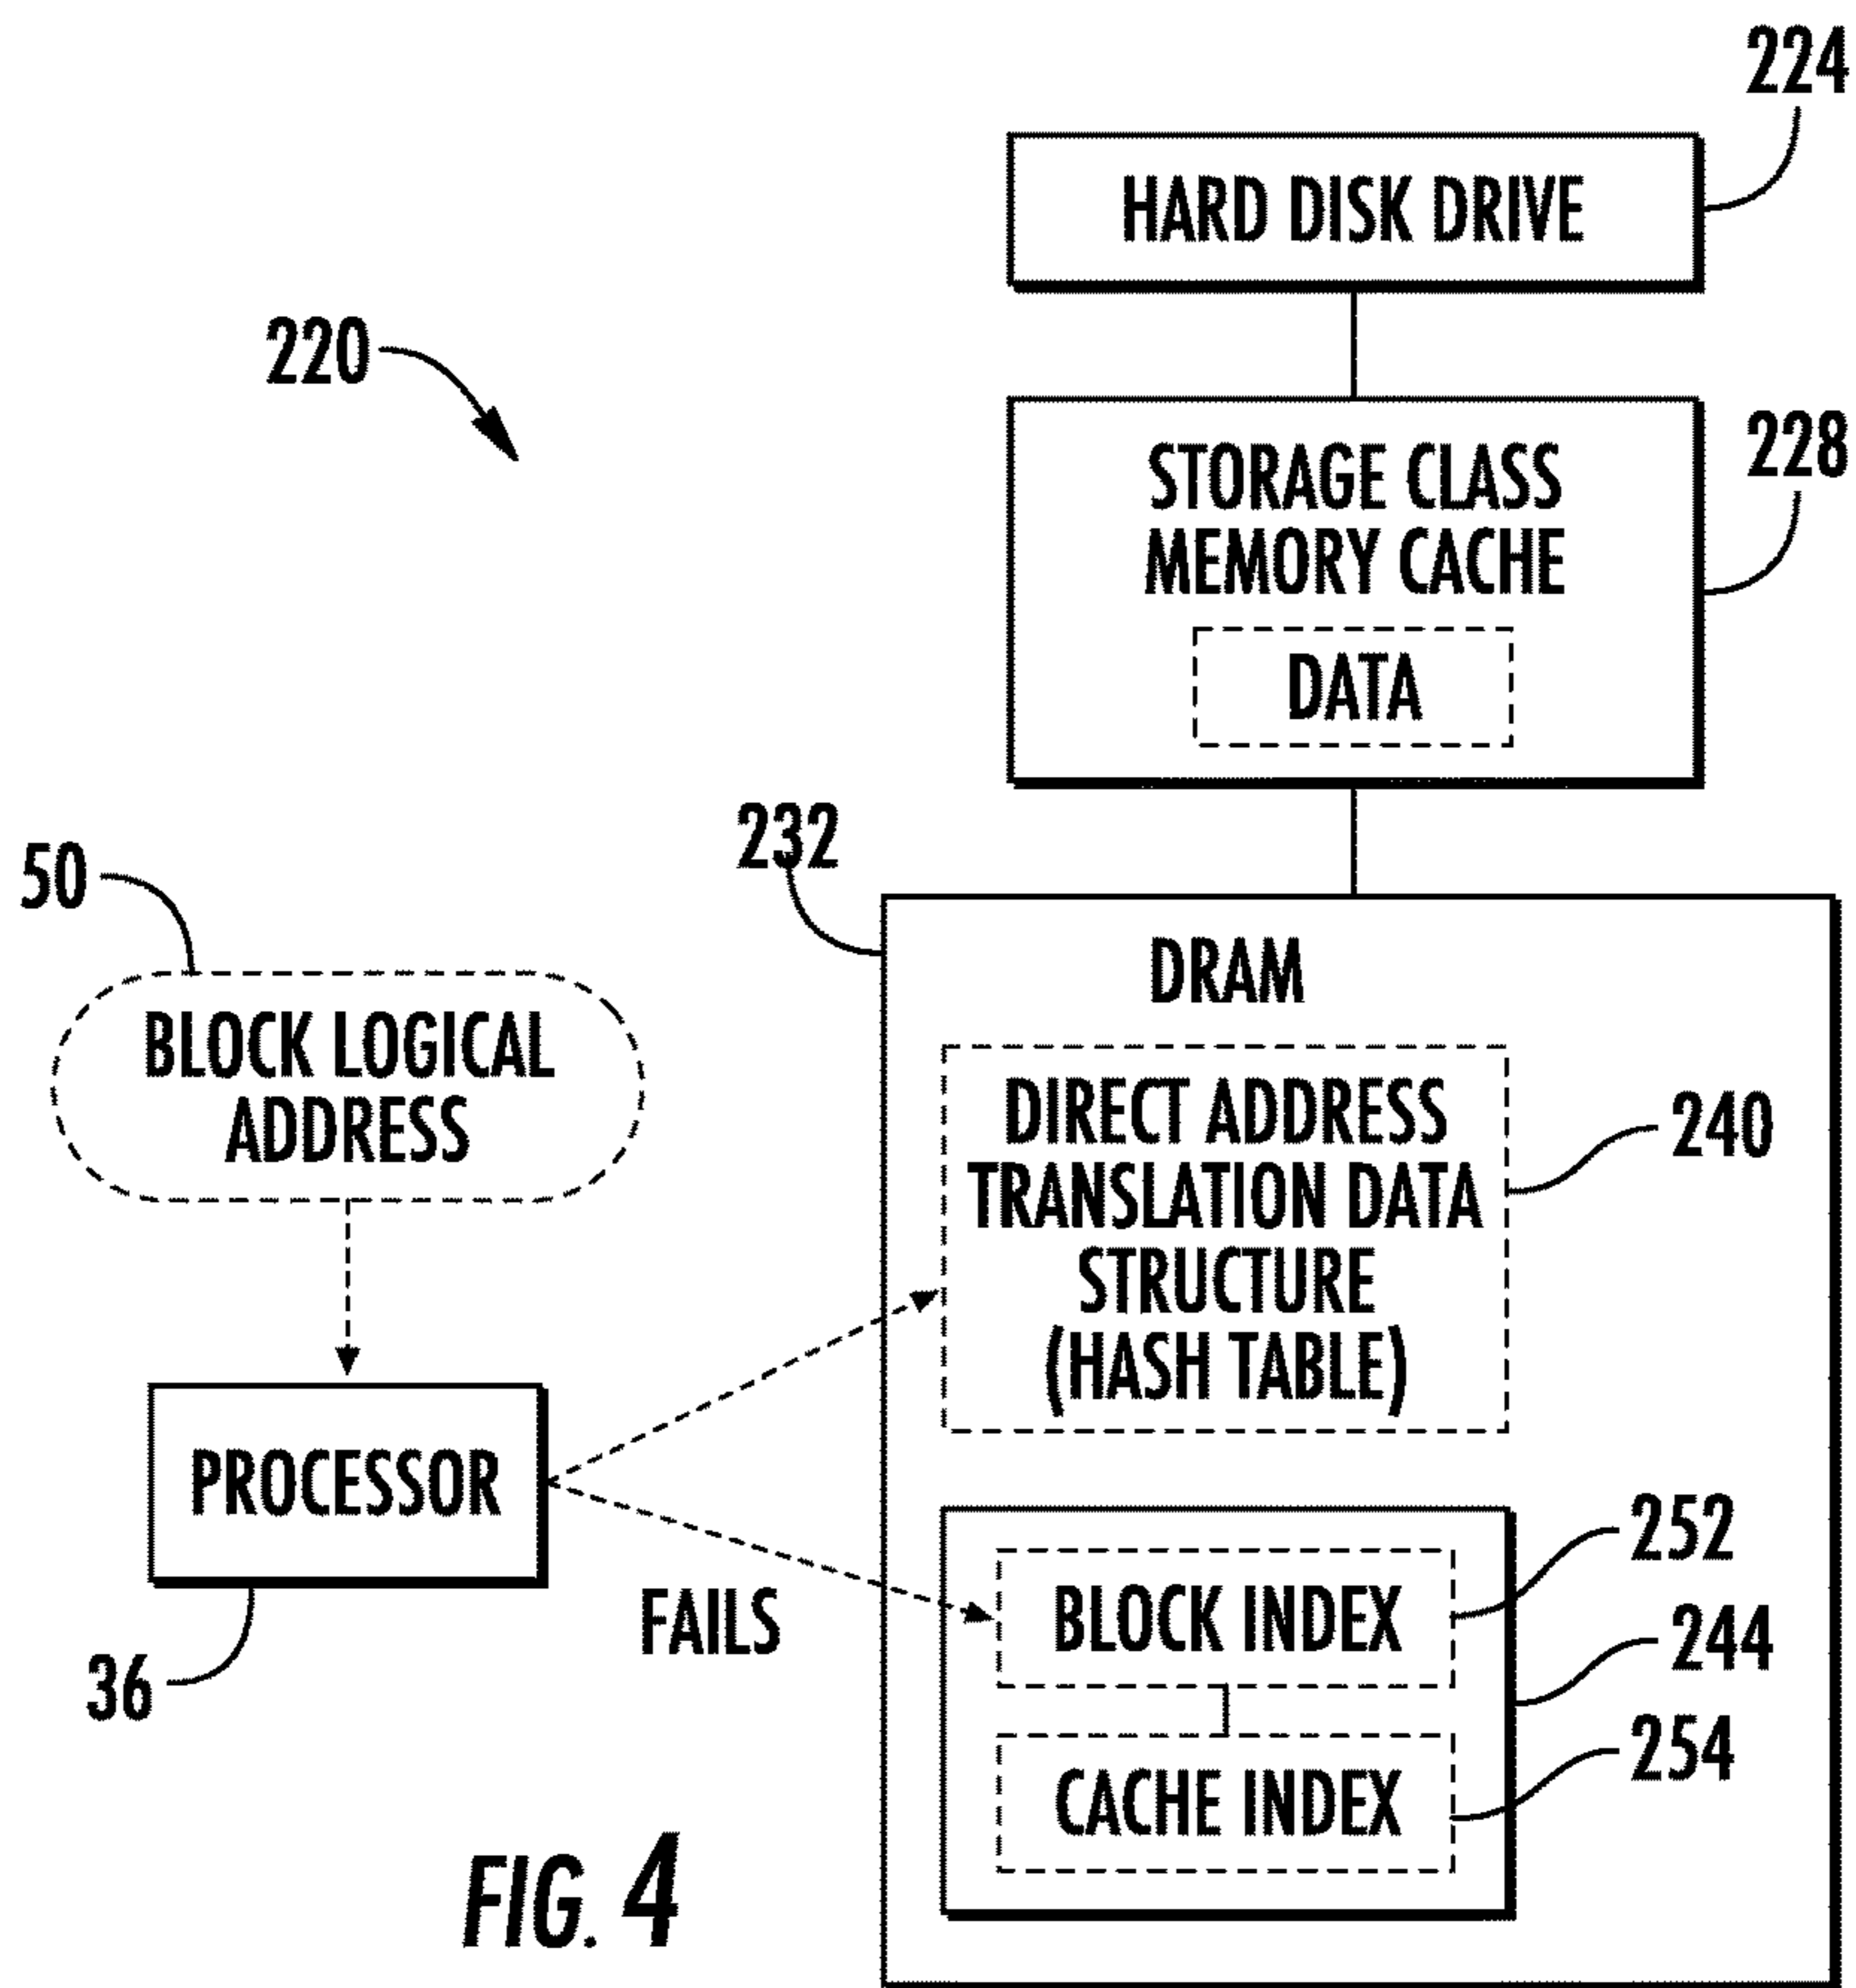 224
HARD DISK DRIVE
220
STORAGE CLASS
MEMORY CACHE
228
DATA
232
50
DRAM
BLOCK LOGICAL
ADDRESS
DIRECT ADDRESS
TRANSLATION DATA
STRUCTURE
(HASH TABLE)
240
PROCESSOR
36
FAILS
BLOCK INDEX
252
244
CACHE INDEX
254
FIG. 4